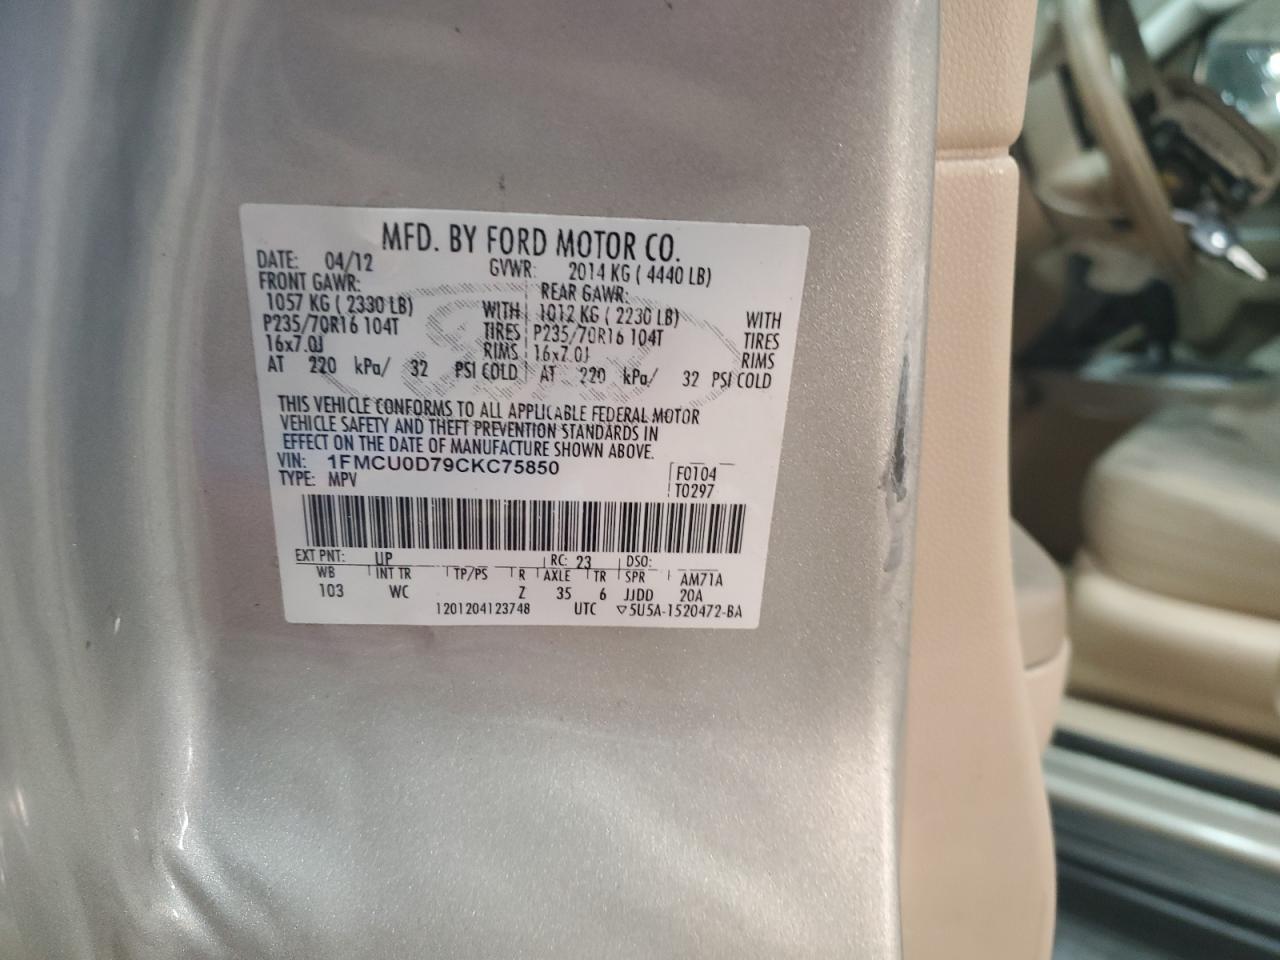 MFD. BY FORD MOTOR CO.
DATE: 04/12 GVWR: 2014 KG ( 4440 LB)
FRONT GAWR: REAR GAWR:
1057 KG ( 2330 LB) WITH 1012 KG ( 2230 LB) WITH
P235/70R16 104T TIRES P235/70R16 104T TIRES
16x7.0J RIMS 16x7.0J RIMS
AT 220 kPa/ 32 PSI COLD AT 220 kPa/ 32 PSI COLD
THIS VEHICLE CONFORMS TO ALL APPLICABLE FEDERAL MOTOR
VEHICLE SAFETY AND THEFT PREVENTION STANDARDS IN
EFFECT ON THE DATE OF MANUFACTURE SHOWN ABOVE.
VIN: 1FMCU0D79CKC75850 F0104
TYPE: MPV T0297
EXT PNT: UP RC: 23 DSO:
WB INT TR TP/PS R AXLE TR SPR AM71A
103 WC Z 35 6 JJDD 20A
1201204123748 UTC ▽5U5A-1520472-BA